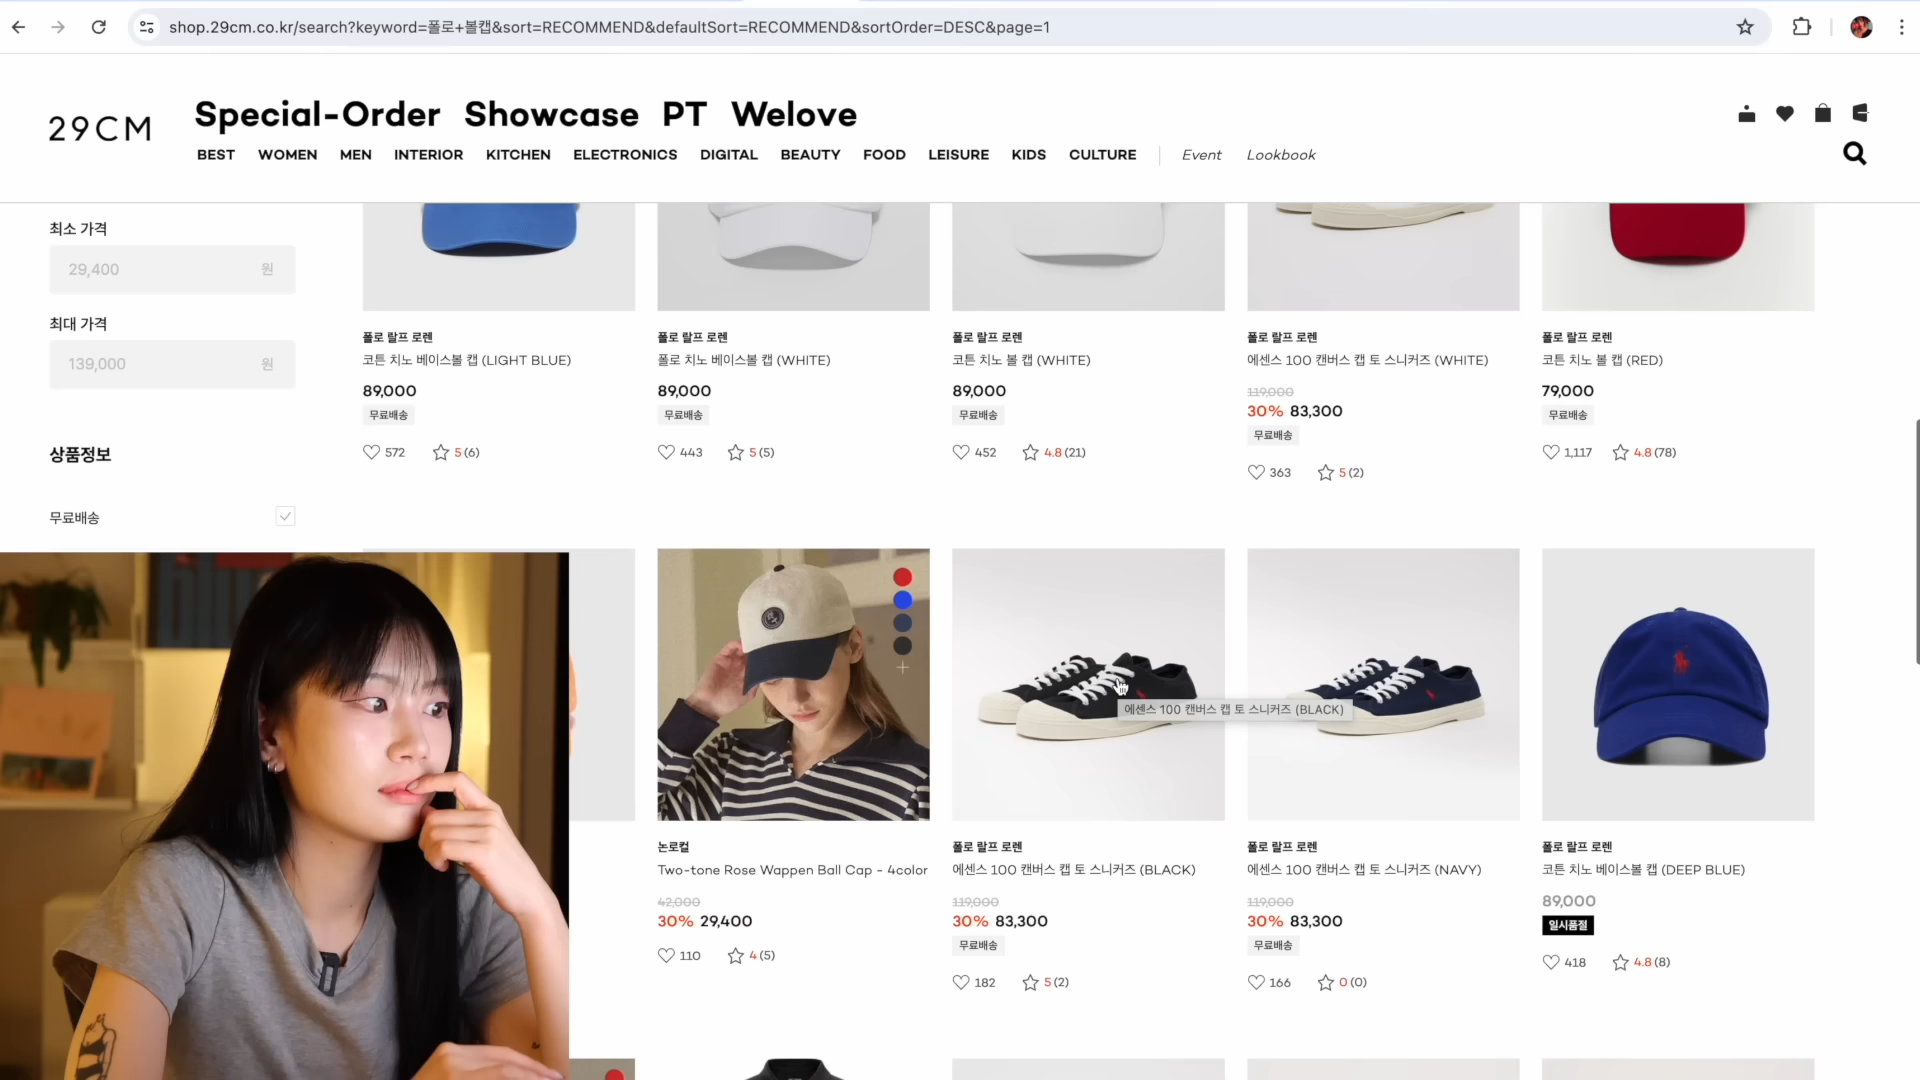 shop.29cm.co.kr/search?keyword=폴로+볼캡&sort=RECOMMEND&defaultSort=RECOMMEND&sortOrder=DESC&page=1
29CM
Special-Order Showcase PT Welove
BEST WOMEN MEN INTERIOR KITCHEN ELECTRONICS DIGITAL BEAUTY FOOD LEISURE KIDS CULTURE Event Lookbook
최소 가격
29,400 원
최대 가격
139,000 원
상품정보
무료배송
폴로 랄프 로렌
코튼 치노 베이스볼 캡 (LIGHT BLUE)
89,000
무료배송
572 5 (6)
폴로 랄프 로렌
폴로 치노 베이스볼 캡 (WHITE)
89,000
무료배송
443 5 (5)
폴로 랄프 로렌
코튼 치노 볼 캡 (WHITE)
89,000
무료배송
452 4.8 (21)
폴로 랄프 로렌
에센스 100 캔버스 캡 토 스니커즈 (WHITE)
119,000
30% 83,300
무료배송
363 5 (2)
폴로 랄프 로렌
코튼 치노 볼 캡 (RED)
79,000
무료배송
1,117 4.8 (78)
논로컬
Two-tone Rose Wappen Ball Cap - 4color
42,000
30% 29,400
110 4 (5)
에센스 100 캔버스 캡 토 스니커즈 (BLACK)
폴로 랄프 로렌
에센스 100 캔버스 캡 토 스니커즈 (BLACK)
119,000
30% 83,300
무료배송
182 5 (2)
폴로 랄프 로렌
에센스 100 캔버스 캡 토 스니커즈 (NAVY)
119,000
30% 83,300
무료배송
166 0 (0)
폴로 랄프 로렌
코튼 치노 베이스볼 캡 (DEEP BLUE)
89,000
일시품절
418 4.8 (8)